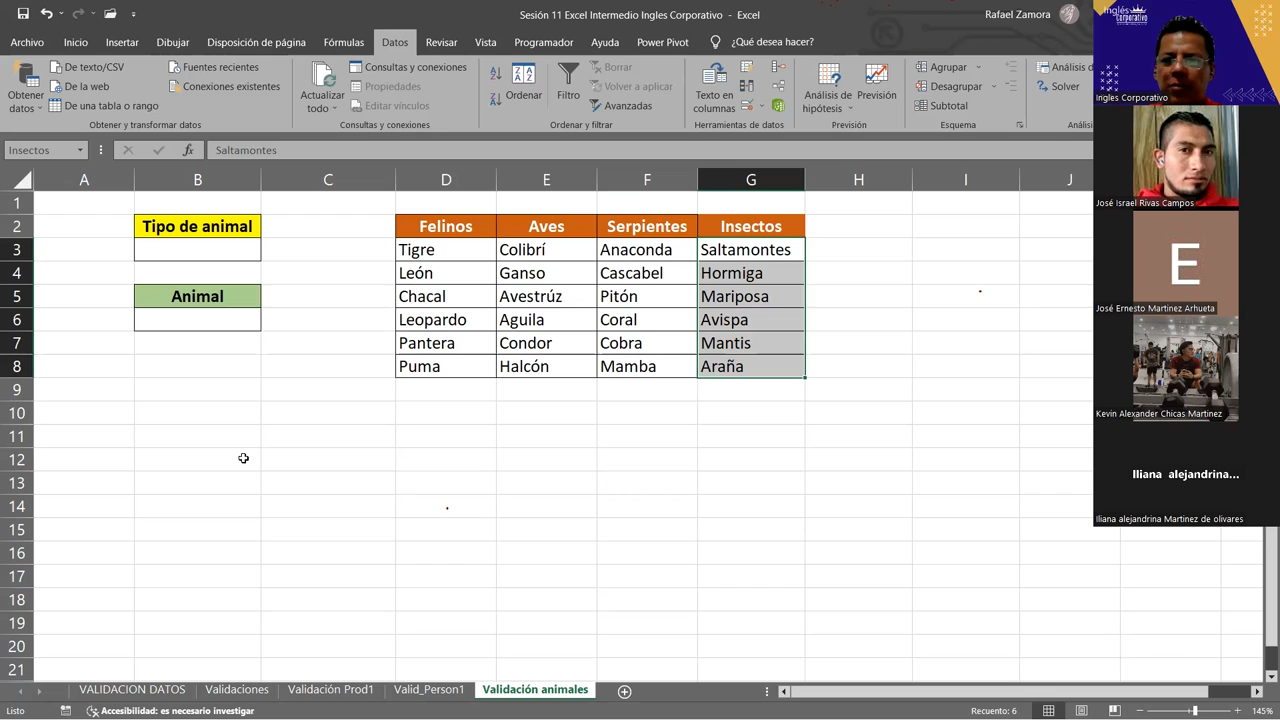 Sesión 11 Excel Intermedio Ingles Corporativo - Excel
Rafael Zamora
Archivo Inicio Insertar Dibujar Disposición de página Fórmulas Datos Revisar Vista Programador Ayuda Power Pivot ¿Qué desea hacer?
Obtener datos
De texto/CSV
De la web
De una tabla o rango
Fuentes recientes
Conexiones existentes
Obtener y transformar datos
Actualizar todo
Consultas y conexiones
Propiedades
Editar vínculos
Consultas y conexiones
Ordenar
Filtro
Borrar
Volver a aplicar
Avanzadas
Ordenar y filtrar
Texto en columnas
Herramientas de datos
Análisis de hipótesis
Previsión
Previsión
Agrupar
Desagrupar
Subtotal
Esquema
Análisis d
Solver
Anális
Insectos
fx
Saltamontes
A B C D E F G H I J
1
2 Tipo de animal Felinos Aves Serpientes Insectos
3 Tigre Colibrí Anaconda Saltamontes
4 León Ganso Cascabel Hormiga
5 Animal Chacal Avestrúz Pitón Mariposa
6 Leopardo Aguila Coral Avispa
7 Pantera Condor Cobra Mantis
8 Puma Halcón Mamba Araña
9
10
11
12
13
14
15
16
17
18
19
20
21
VALIDACION DATOS Validaciones Validación Prod1 Valid_Person1 Validación animales
Listo
Accesibilidad: es necesario investigar
Recuento: 6
145%
Inglés
Corporativo
Ingles Corporativo
José Israel Rivas Campos
E
José Ernesto Martinez Arhueta
Kevin Alexander Chicas Martinez
Iliana alejandrina...
Iliana alejandrina Martinez de olivares